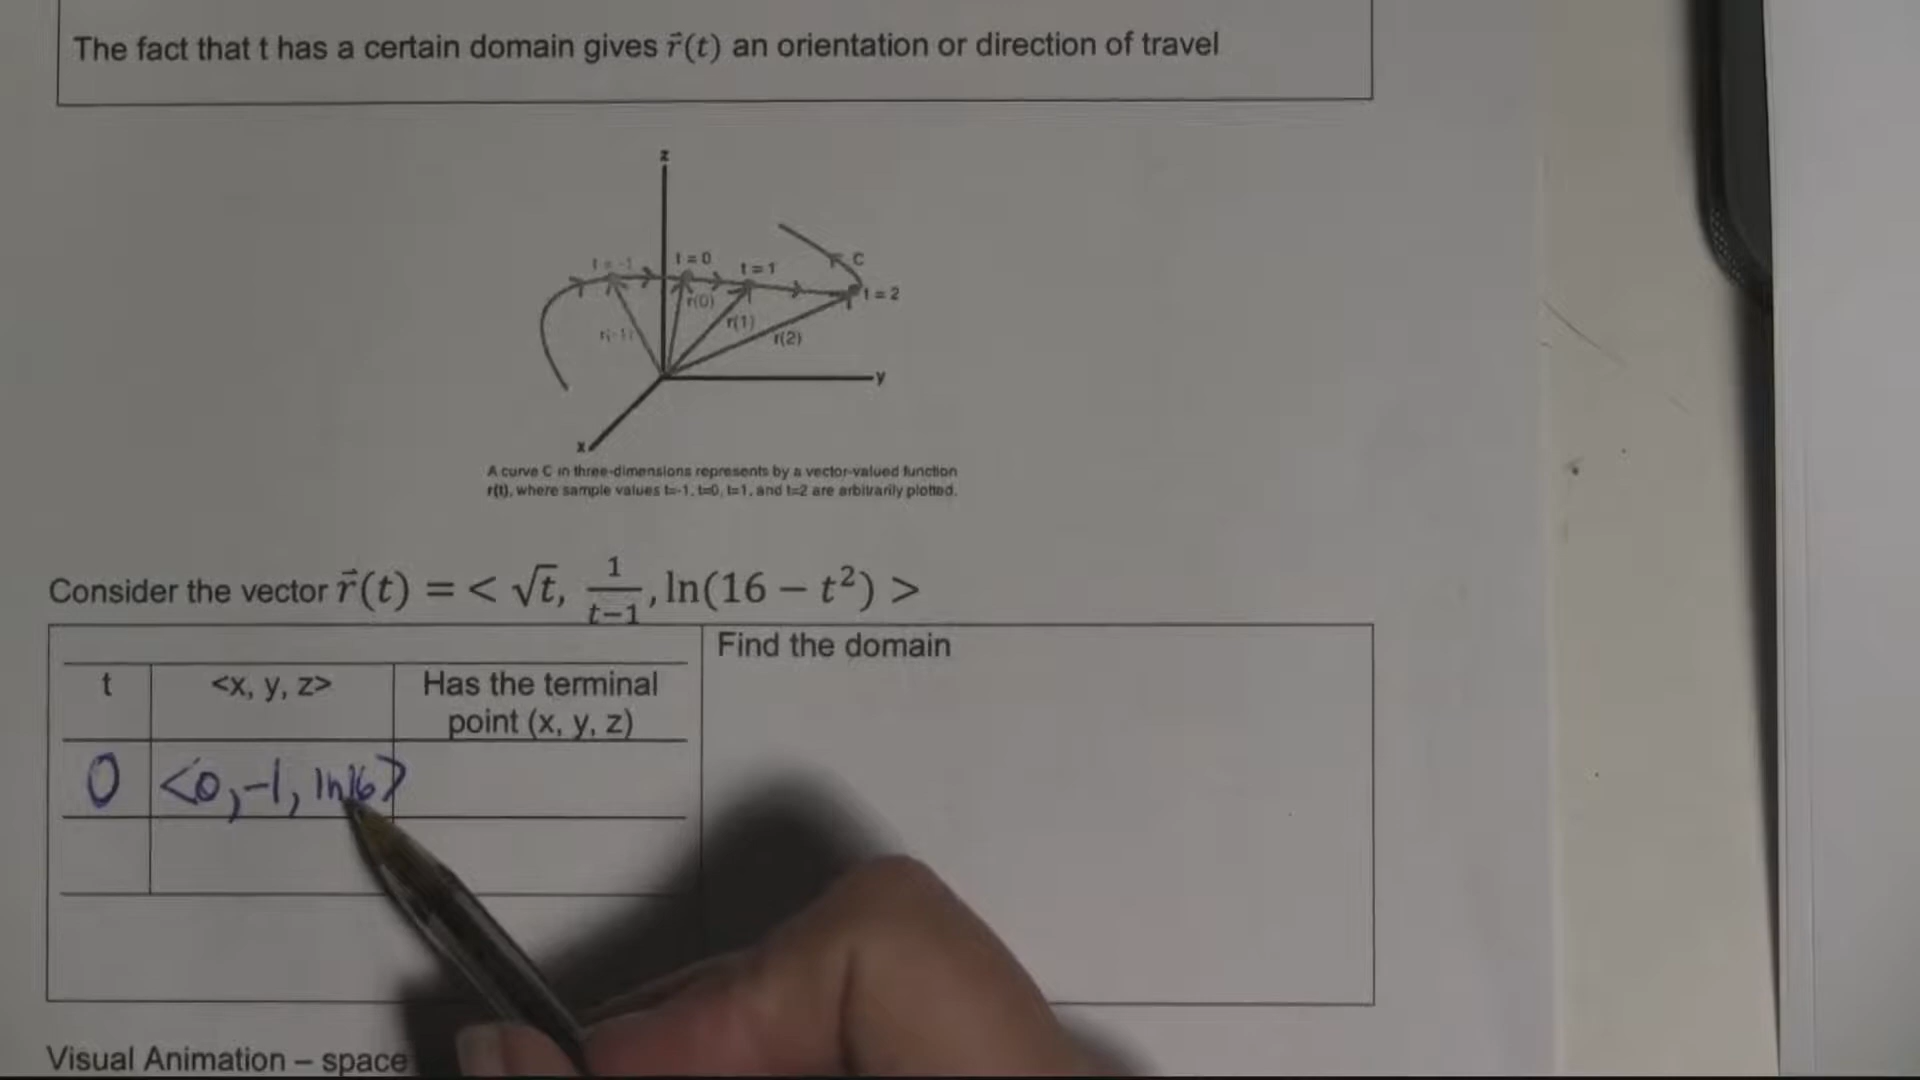 The fact that t has a certain domain gives r⃗(t) an orientation or direction of travel
z
t = -1
t = 0
t = 1
C
t = 2
r(-1)
r(0)
r(1)
r(2)
y
x
A curve C in three-dimensions represents by a vector-valued function
r(t), where sample values t=-1, t=0, t=1, and t=2 are arbitrarily plotted.
Consider the vector r⃗(t) = < √t, 1/(t−1), ln(16 − t²) >
Find the domain
t <x, y, z> Has the terminal
point (x, y, z)
0 <0, -1, ln16>
Visual Animation – space